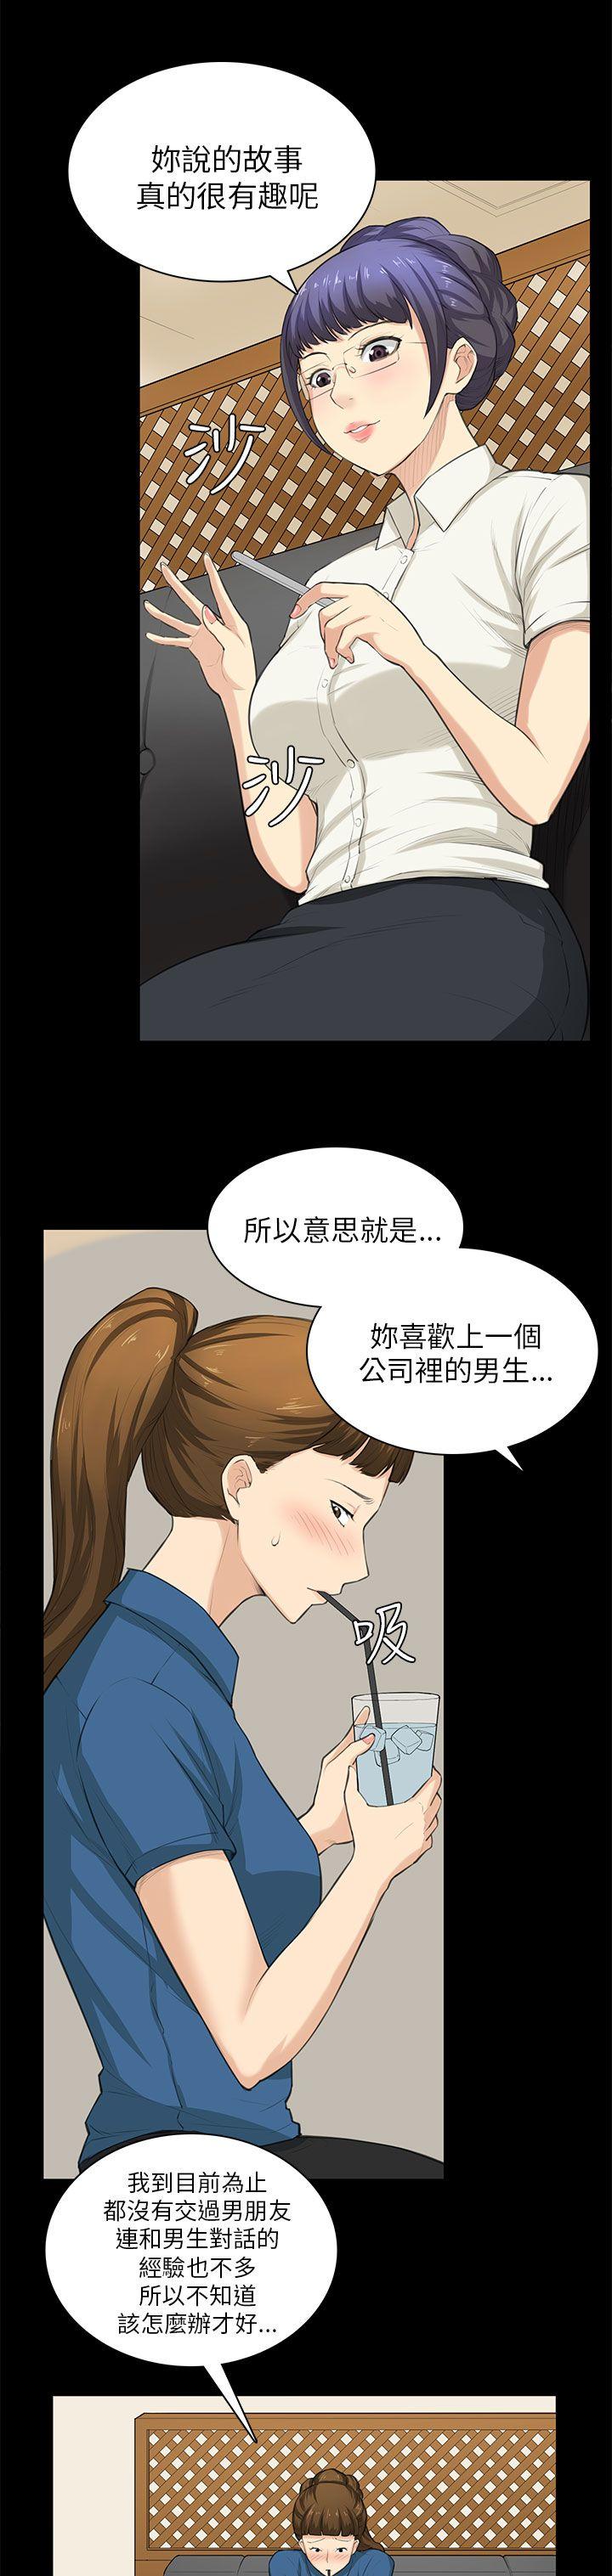 妳說的故事
真的很有趣呢
沙
沙
所以意思就是...
妳喜歡上一個
公司裡的男生...
吸
我到目前為止
都沒有交過男朋友
連和男生對話的
經驗也不多
所以不知道
該怎麼辦才好...